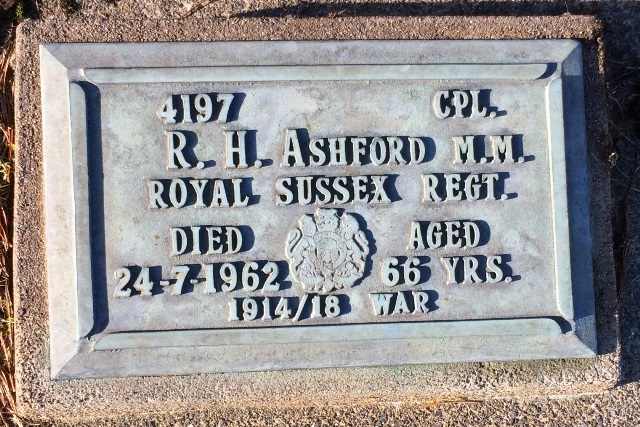 4197 CPL.
R. H. ASHFORD M.M.
ROYAL SUSSEX REGT.
DIED AGED
24-7-1962 66 YRS.
1914/18 WAR